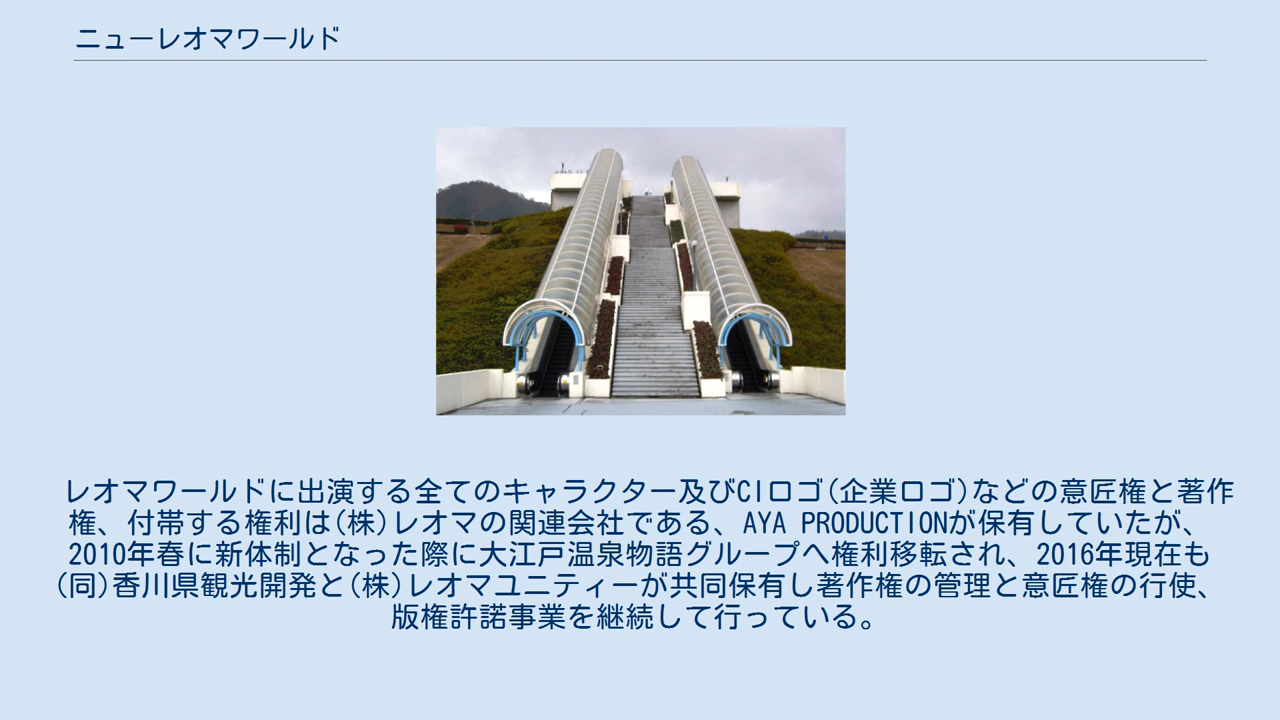 ニューレオマワールド
レオマワールドに出演する全てのキャラクター及びCIロゴ(企業ロゴ)などの意匠権と著作
権、付帯する権利は(株)レオマの関連会社である、AYA PRODUCTIONが保有していたが、
2010年春に新体制となった際に大江戸温泉物語グループへ権利移転され、2016年現在も
(同)香川県観光開発と(株)レオマユニティーが共同保有し著作権の管理と意匠権の行使、
版権許諾事業を継続して行っている。